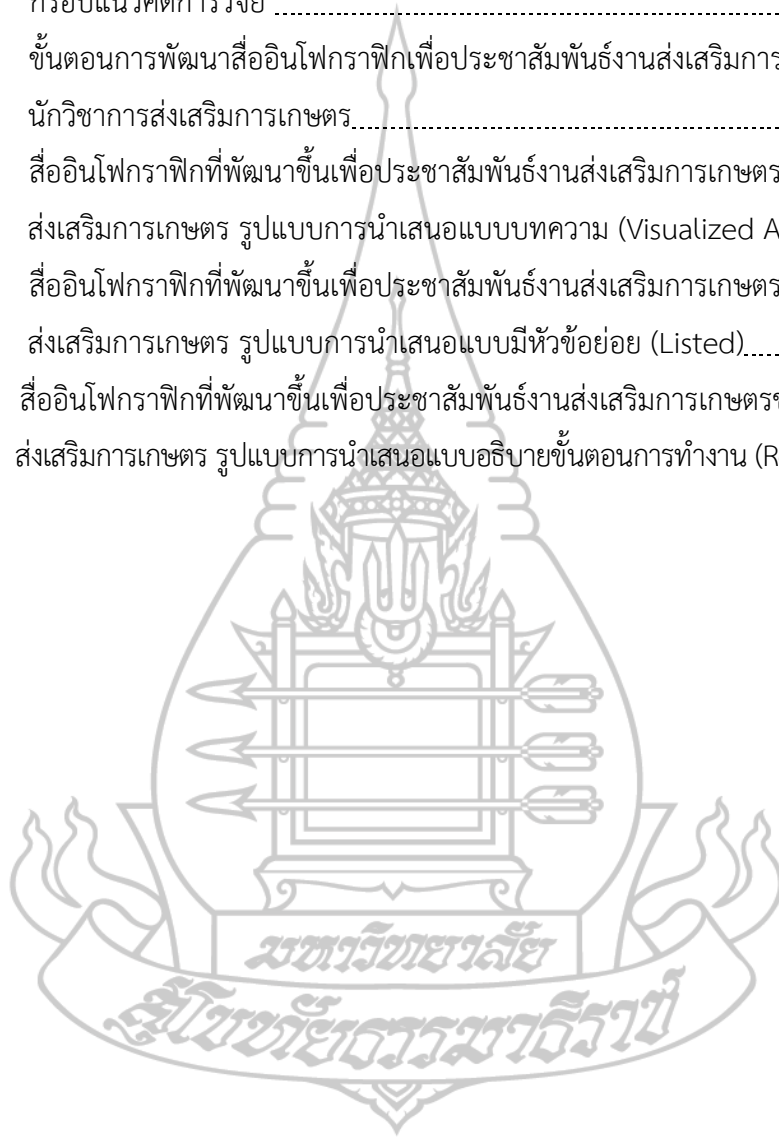 กรอบแนวคิดการวิจัย
ขั้นตอนการพัฒนาสื่ออินโฟกราฟิกเพื่อประชาสัมพันธ์งานส่งเสริมการ
นักวิชาการส่งเสริมการเกษตร
สื่ออินโฟกราฟิกที่พัฒนาขึ้นเพื่อประชาสัมพันธ์งานส่งเสริมการเกษตร
ส่งเสริมการเกษตร รูปแบบการนำเสนอแบบบทความ (Visualized A
สื่ออินโฟกราฟิกที่พัฒนาขึ้นเพื่อประชาสัมพันธ์งานส่งเสริมการเกษตร
ส่งเสริมการเกษตร รูปแบบการนำเสนอแบบมีหัวข้อย่อย (Listed)
สื่ออินโฟกราฟิกที่พัฒนาขึ้นเพื่อประชาสัมพันธ์งานส่งเสริมการเกษตรข
ส่งเสริมการเกษตร รูปแบบการนำเสนอแบบอธิบายขั้นตอนการทำงาน (R
มหาวิทยาลัย
สุโขทัยธรรมาธิราช